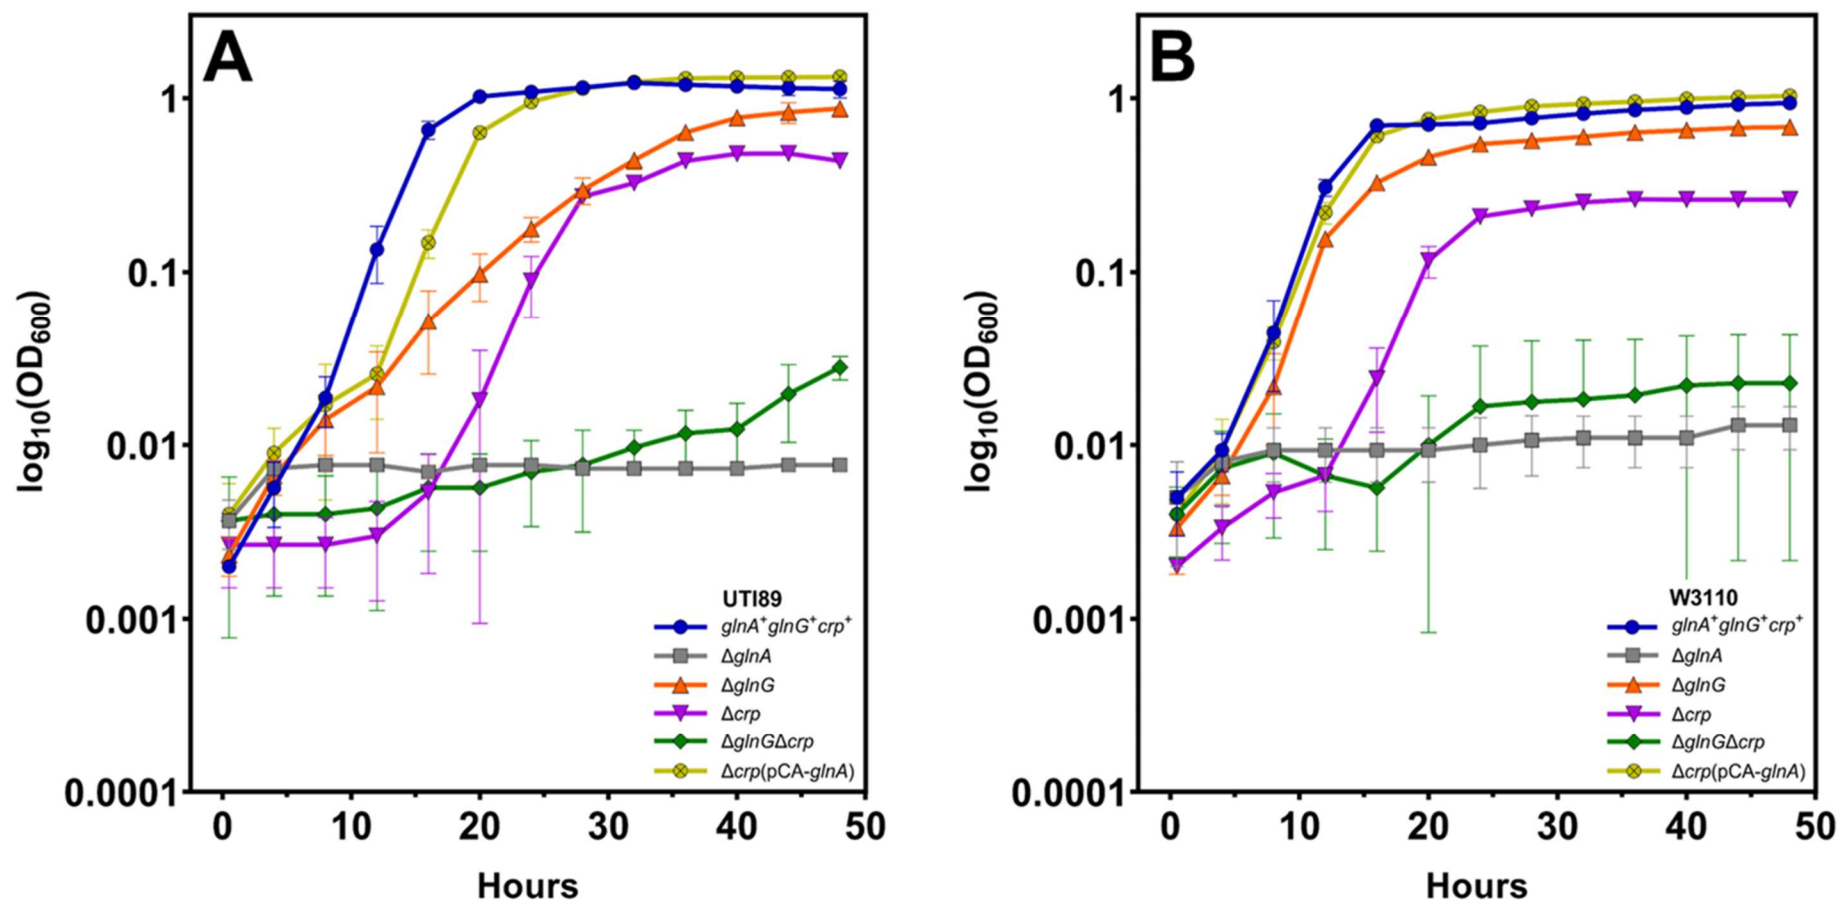 A
log₁₀(OD₆₀₀)
1
0.1
0.01
0.001
0.0001
UTI89
glnA⁺glnG⁺crp⁺
ΔglnA
ΔglnG
Δcrp
ΔglnGΔcrp
Δcrp(pCA-glnA)
0 10 20 30 40 50
Hours
B
log₁₀(OD₆₀₀)
1
0.1
0.01
0.001
0.0001
W3110
glnA⁺glnG⁺crp⁺
ΔglnA
ΔglnG
Δcrp
ΔglnGΔcrp
Δcrp(pCA-glnA)
0 10 20 30 40 50
Hours